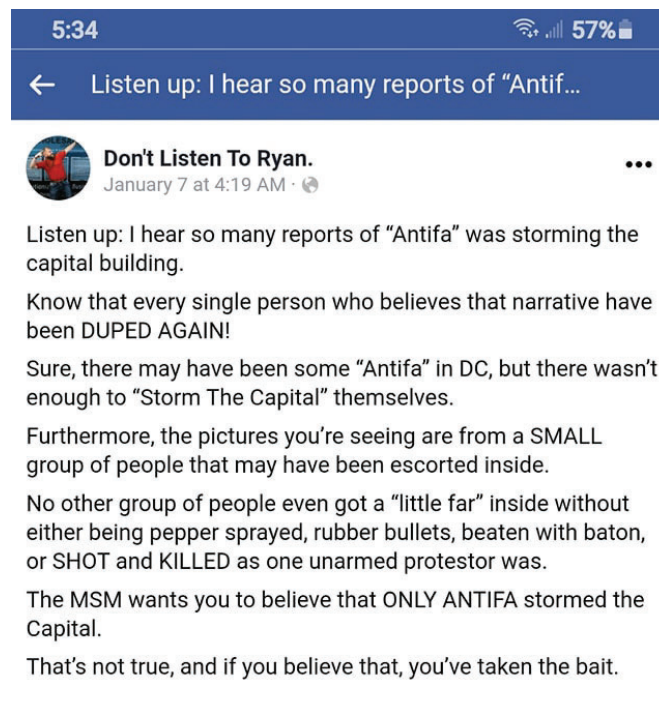 5:34 57%
Listen up: I hear so many reports of “Antif...
Don't Listen To Ryan.
January 7 at 4:19 AM ·
Listen up: I hear so many reports of “Antifa” was storming the
capital building.
Know that every single person who believes that narrative have
been DUPED AGAIN!
Sure, there may have been some “Antifa” in DC, but there wasn’t
enough to “Storm The Capital” themselves.
Furthermore, the pictures you’re seeing are from a SMALL
group of people that may have been escorted inside.
No other group of people even got a “little far” inside without
either being pepper sprayed, rubber bullets, beaten with baton,
or SHOT and KILLED as one unarmed protestor was.
The MSM wants you to believe that ONLY ANTIFA stormed the
Capital.
That’s not true, and if you believe that, you’ve taken the bait.